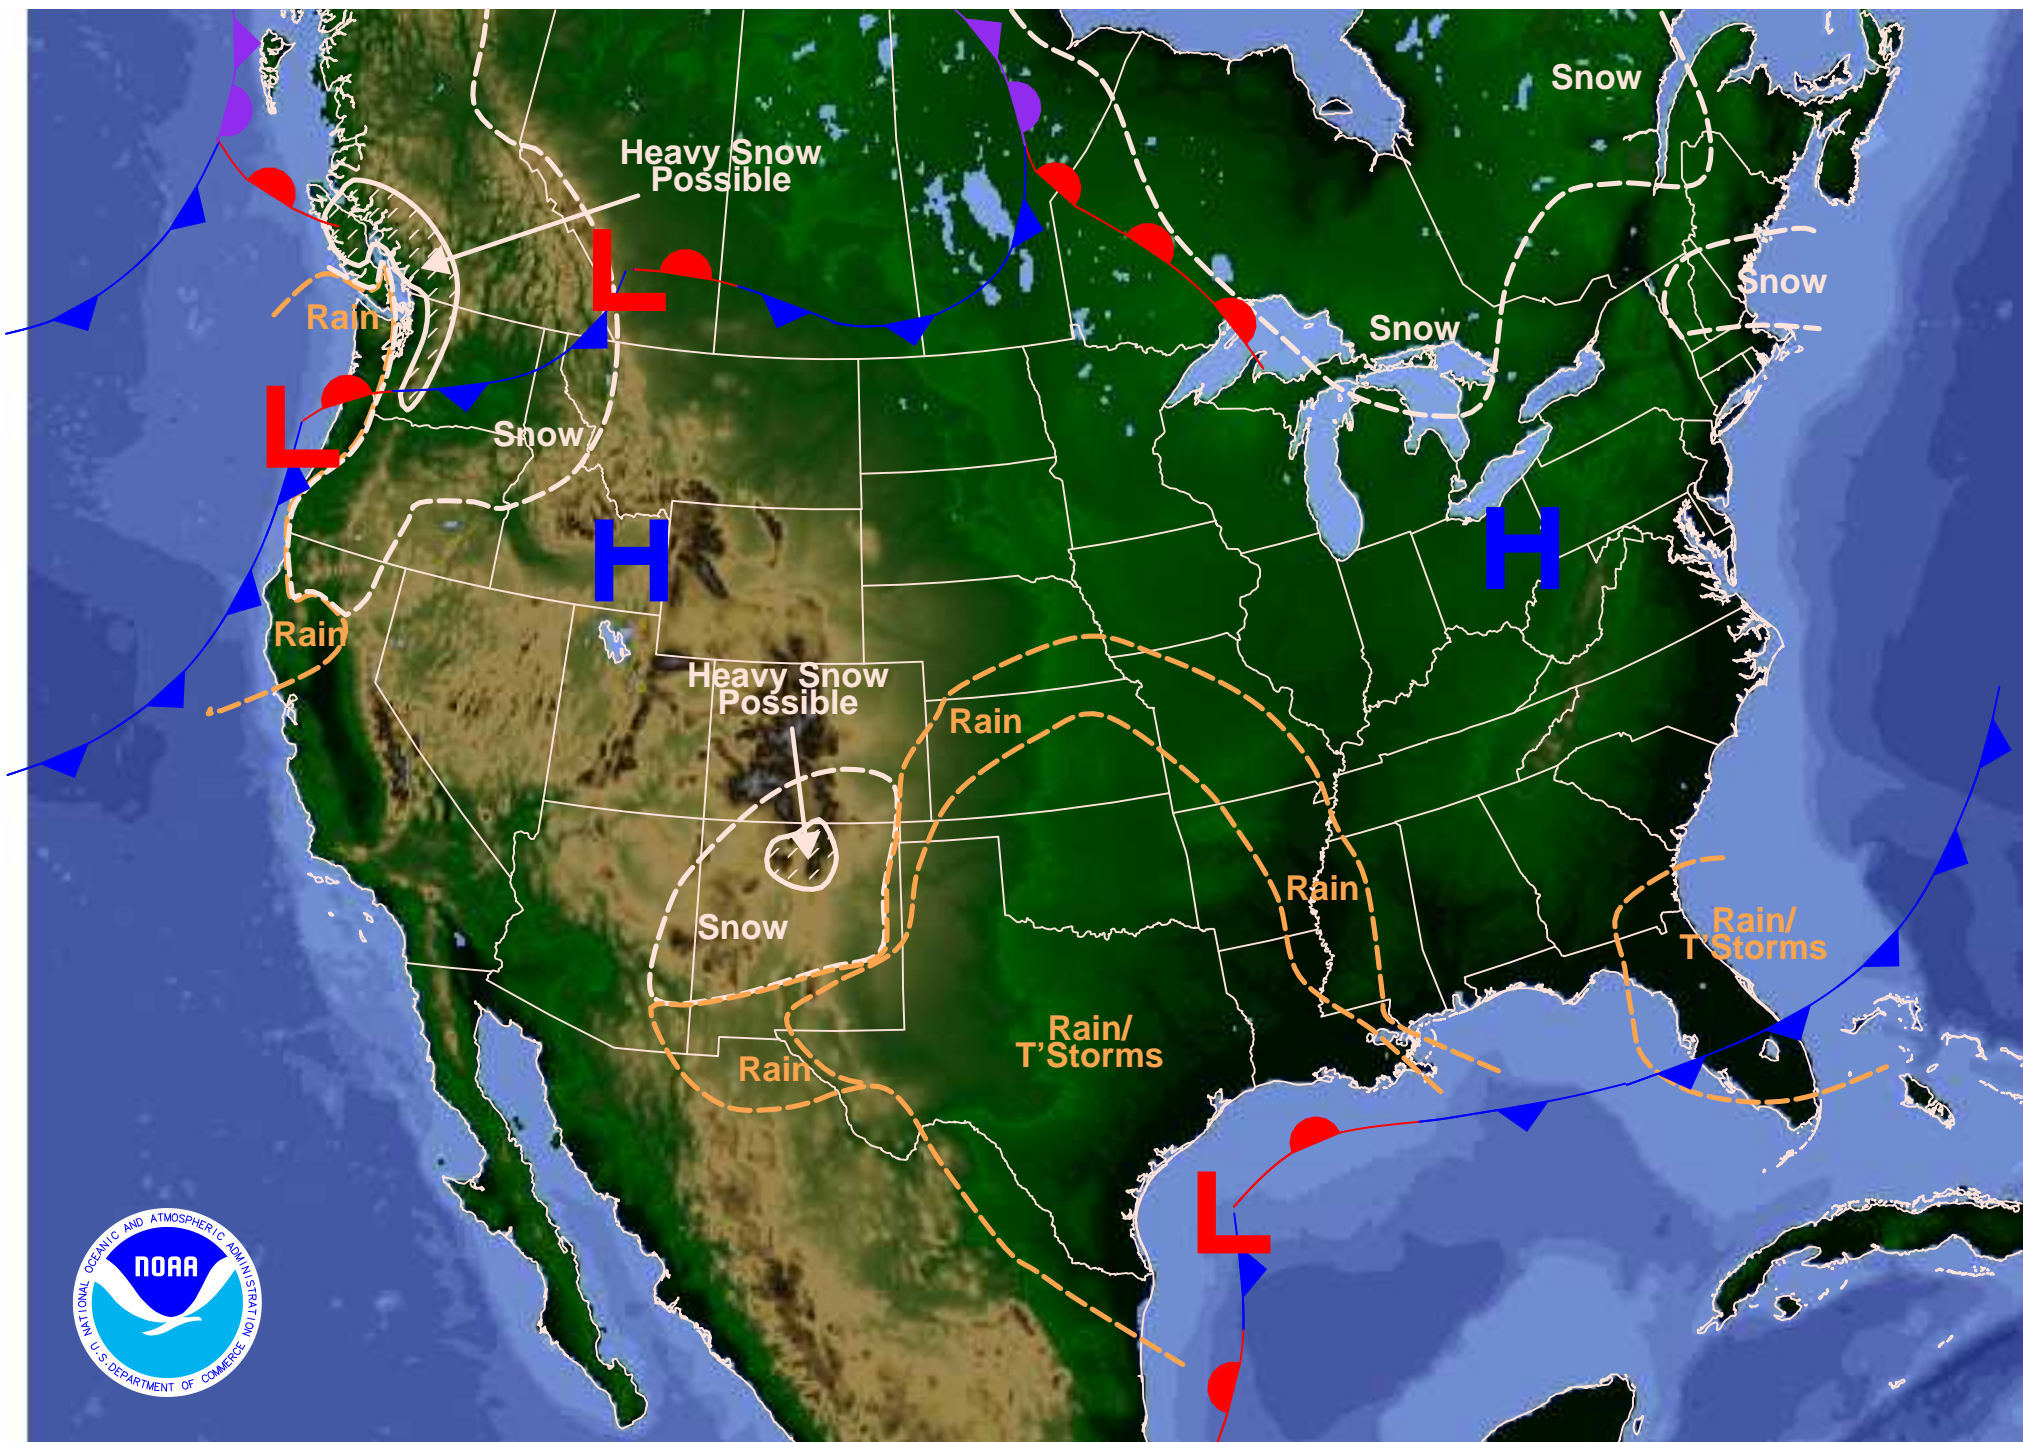 Snow
Heavy Snow
Possible
L
Snow
Rain
Snow
L
Snow
H
H
Rain
Heavy Snow
Possible
Rain
Rain
Snow
Rain/
T'Storms
Rain/
T'Storms
Rain
L
NATIONAL OCEANIC AND ATMOSPHERIC ADMINISTRATION
NOAA
U.S. DEPARTMENT OF COMMERCE